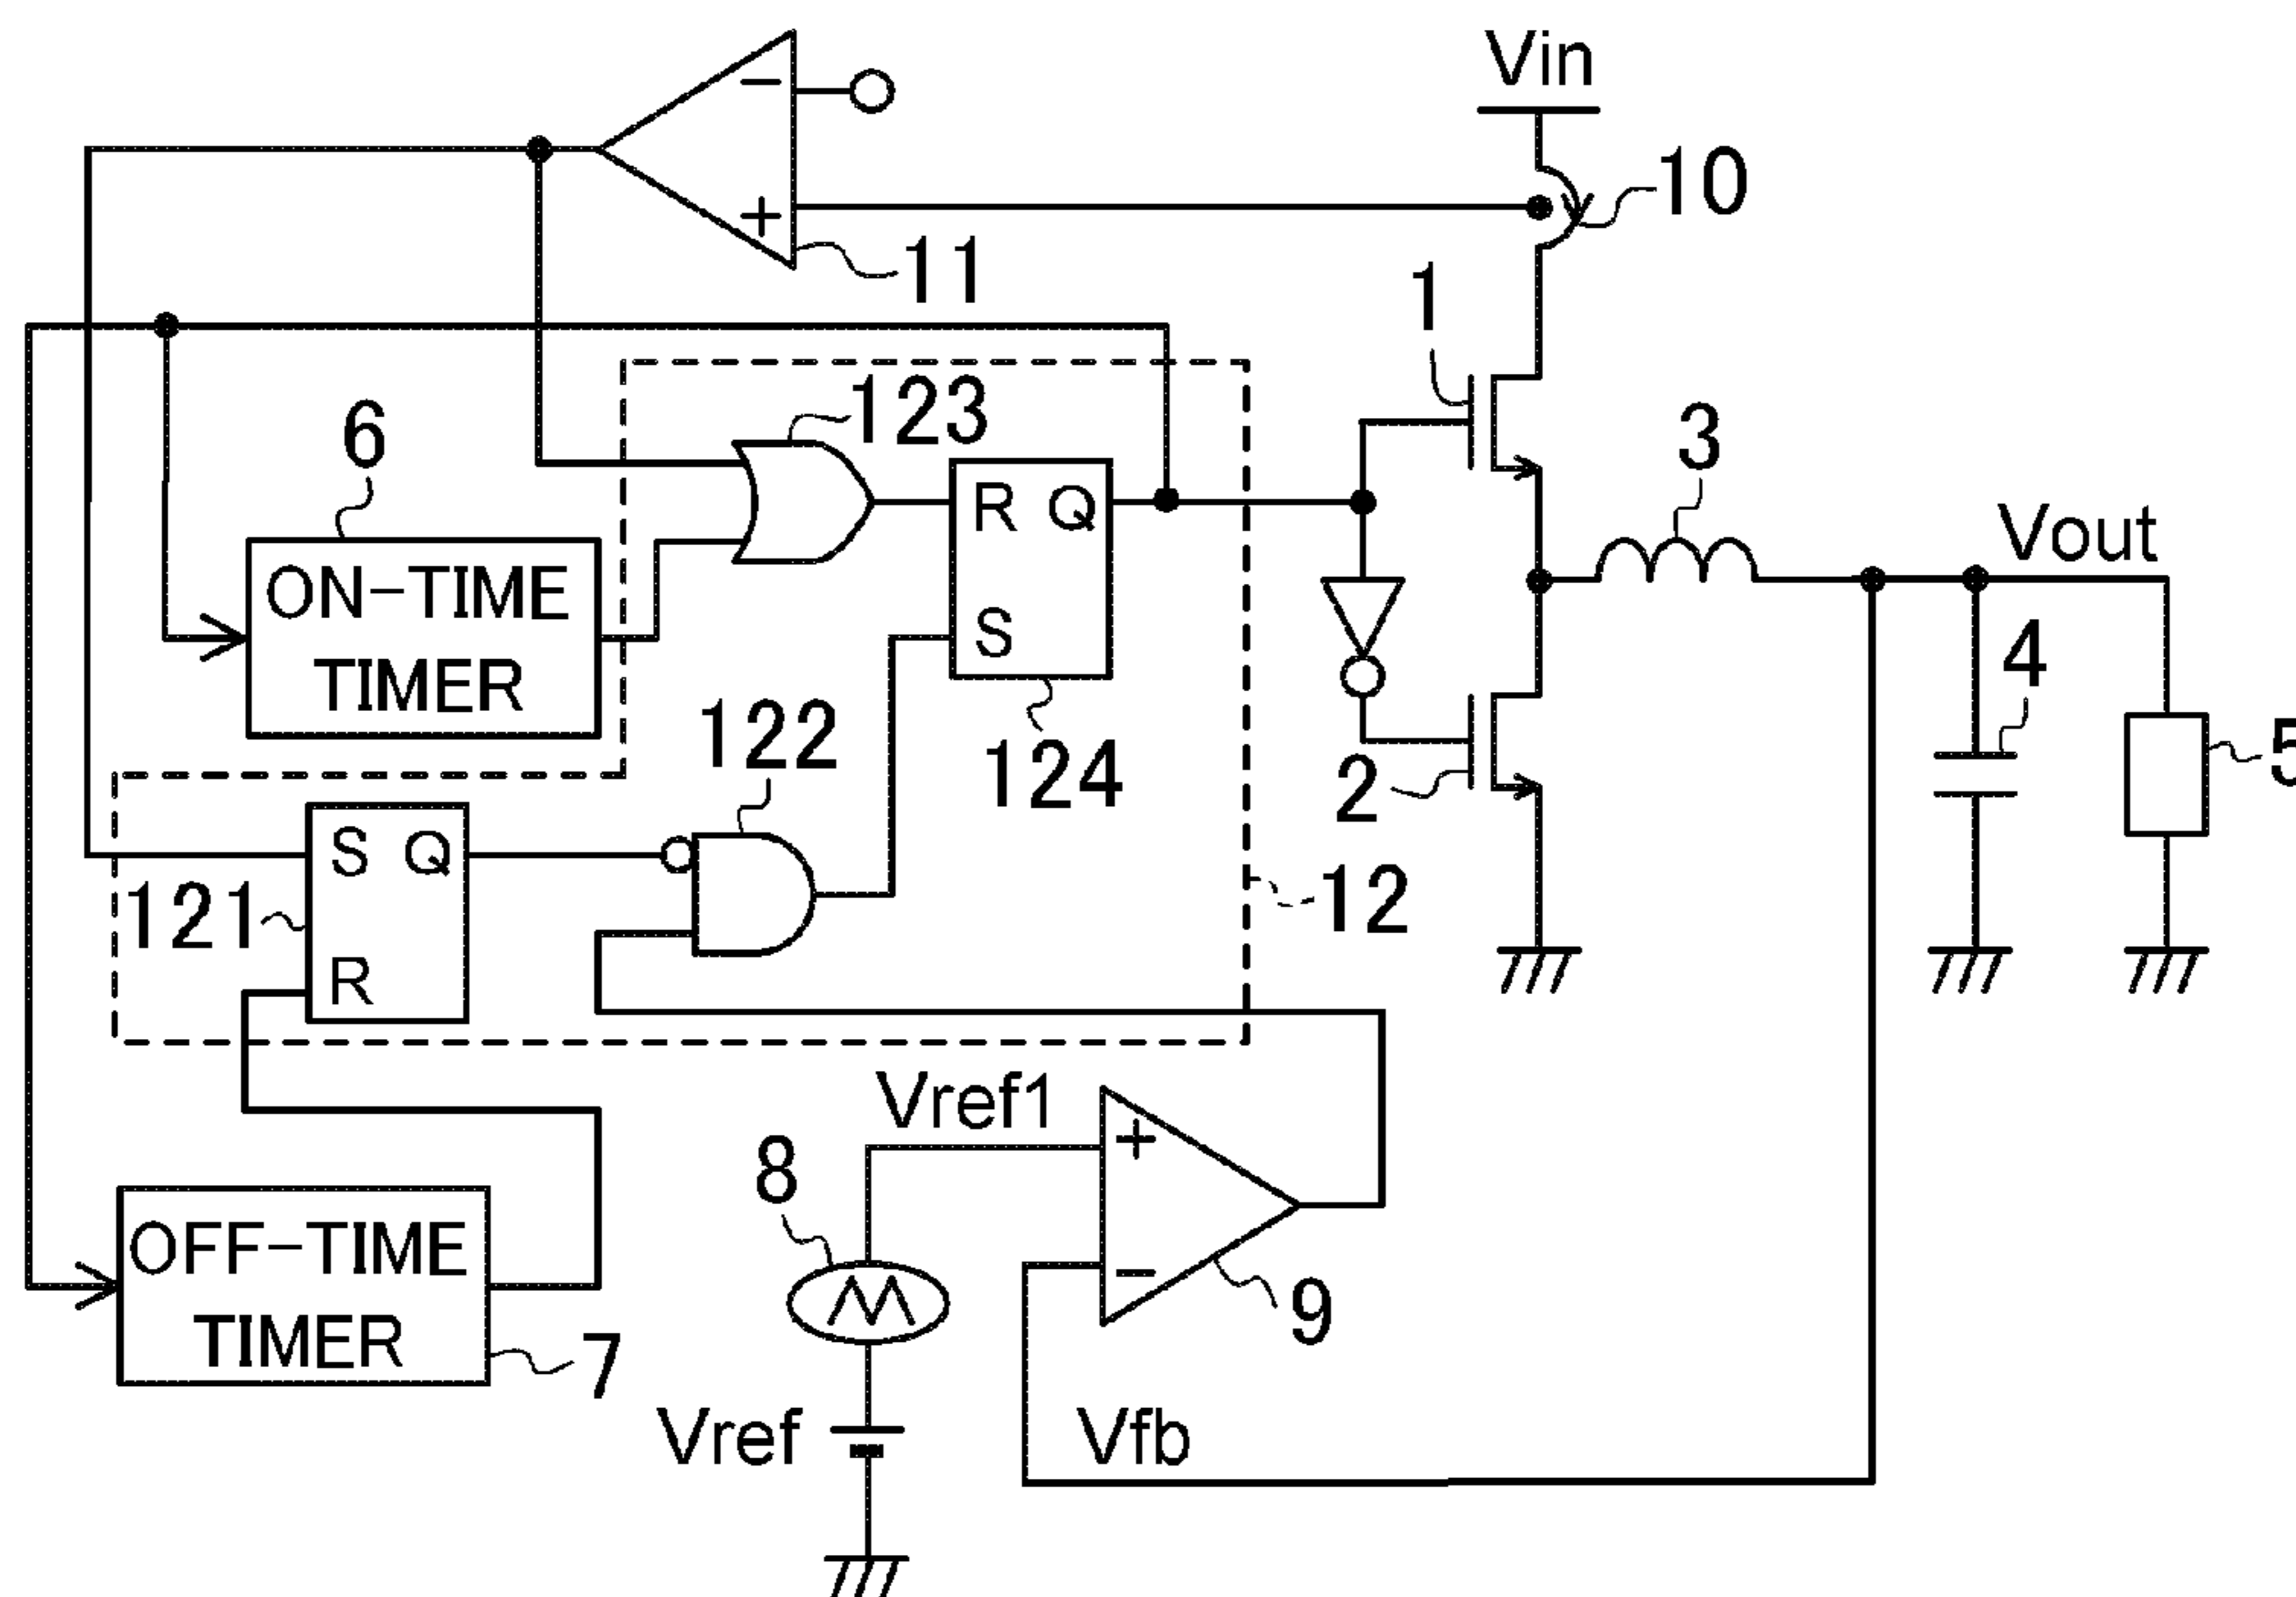 Vin
−
10
+
11
1
123
3
6
R Q
Vout
ON−TIME
TIMER
S
4
122
124
2
5
S Q
121
12
R
Vref1
+
8
OFF−TIME
TIMER
−
9
7
Vref
Vfb